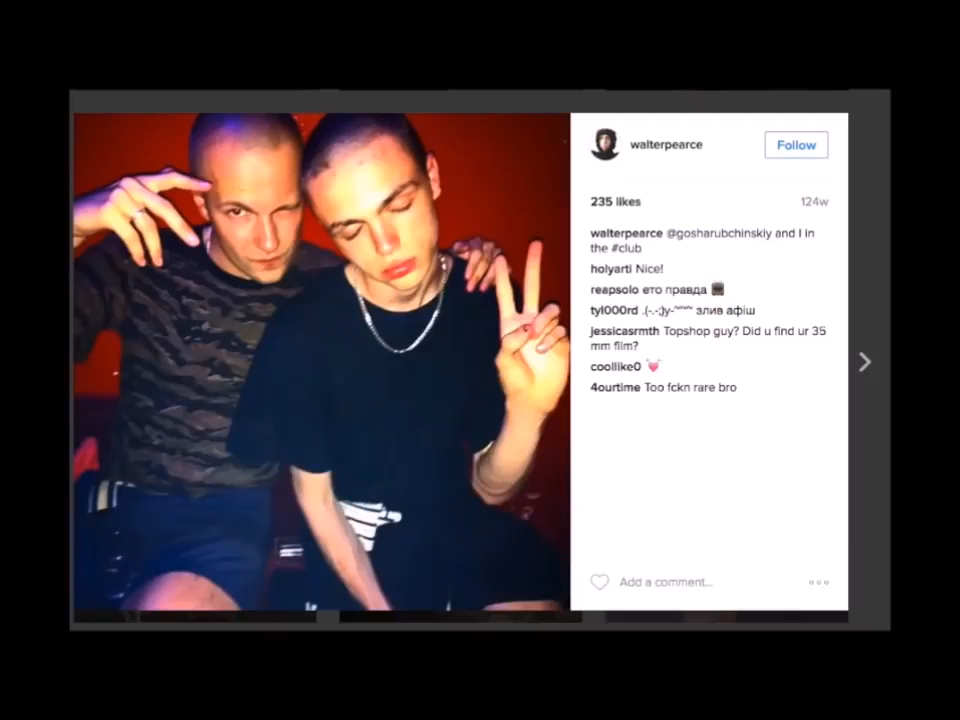 walterpearce
Follow
235 likes
124w
walterpearce @gosharubchinskiy and I in
the #club
holyarti Nice!
reapsolo ето правда
tyl000rd .(-.-;)y-~~~ злив афіш
jessicasrmth Topshop guy? Did u find ur 35
mm film?
coollike0
4ourtime Too fckn rare bro
Add a comment...